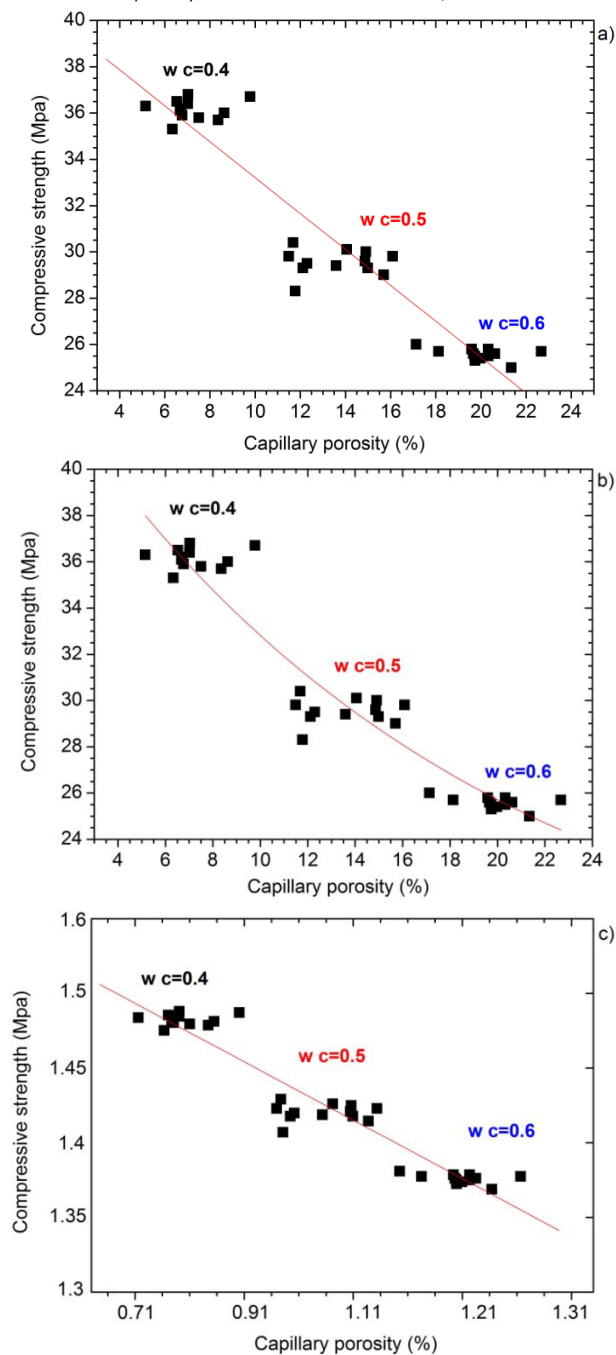 a)
40
38
36
34
32
30
28
26
24
Compressive strength (Mpa)
w c=0.4
w c=0.5
w c=0.6
4 6 8 10 12 14 16 18 20 22 24
Capillary porosity (%)
b)
40
38
36
34
32
30
28
26
24
Compressive strength (Mpa)
w c=0.4
w c=0.5
w c=0.6
4 6 8 10 12 14 16 18 20 22 24
Capillary porosity (%)
c)
1.6
1.5
1.45
1.4
1.35
1.3
Compressive strength (Mpa)
w c=0.4
w c=0.5
w c=0.6
0.71 0.91 1.11 1.21 1.31
Capillary porosity (%)